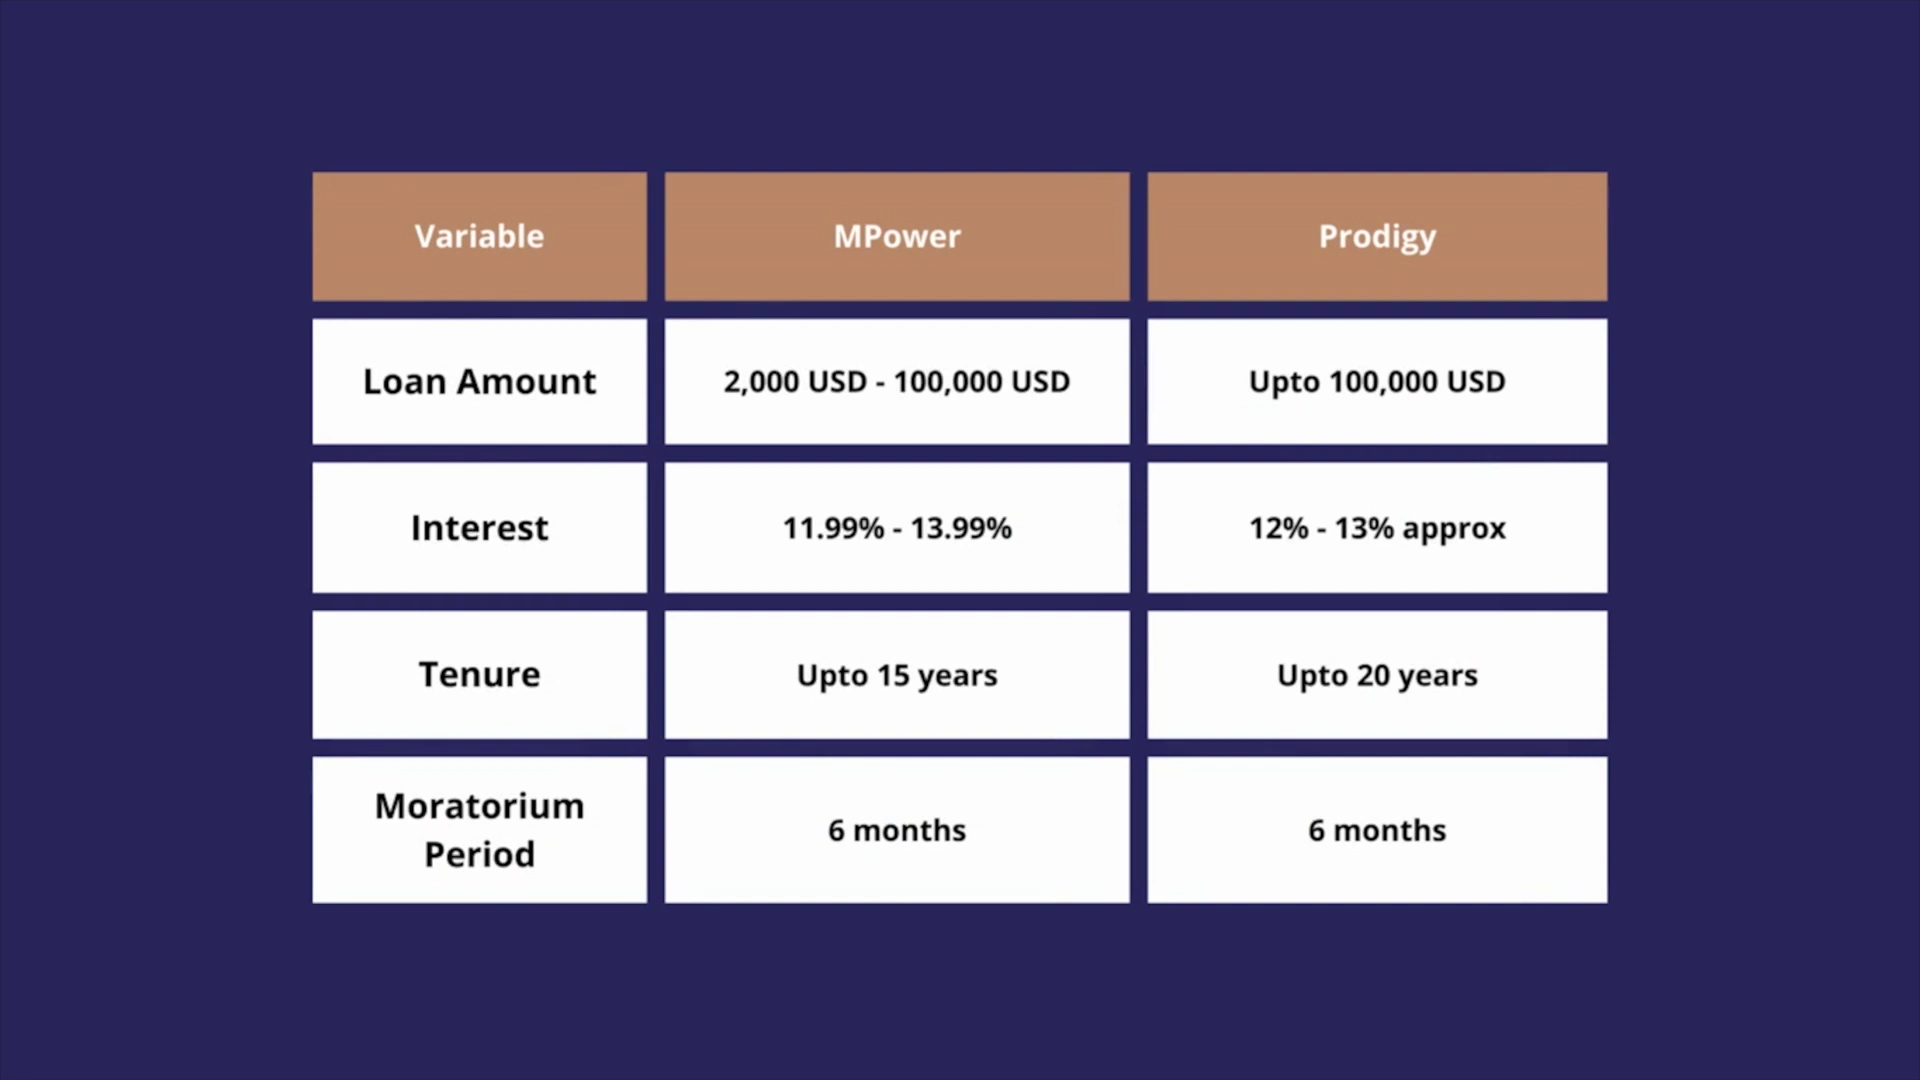 Variable
MPower
Prodigy
Loan Amount
2,000 USD - 100,000 USD
Upto 100,000 USD
Interest
11.99% - 13.99%
12% - 13% approx
Tenure
Upto 15 years
Upto 20 years
Moratorium
Period
6 months
6 months